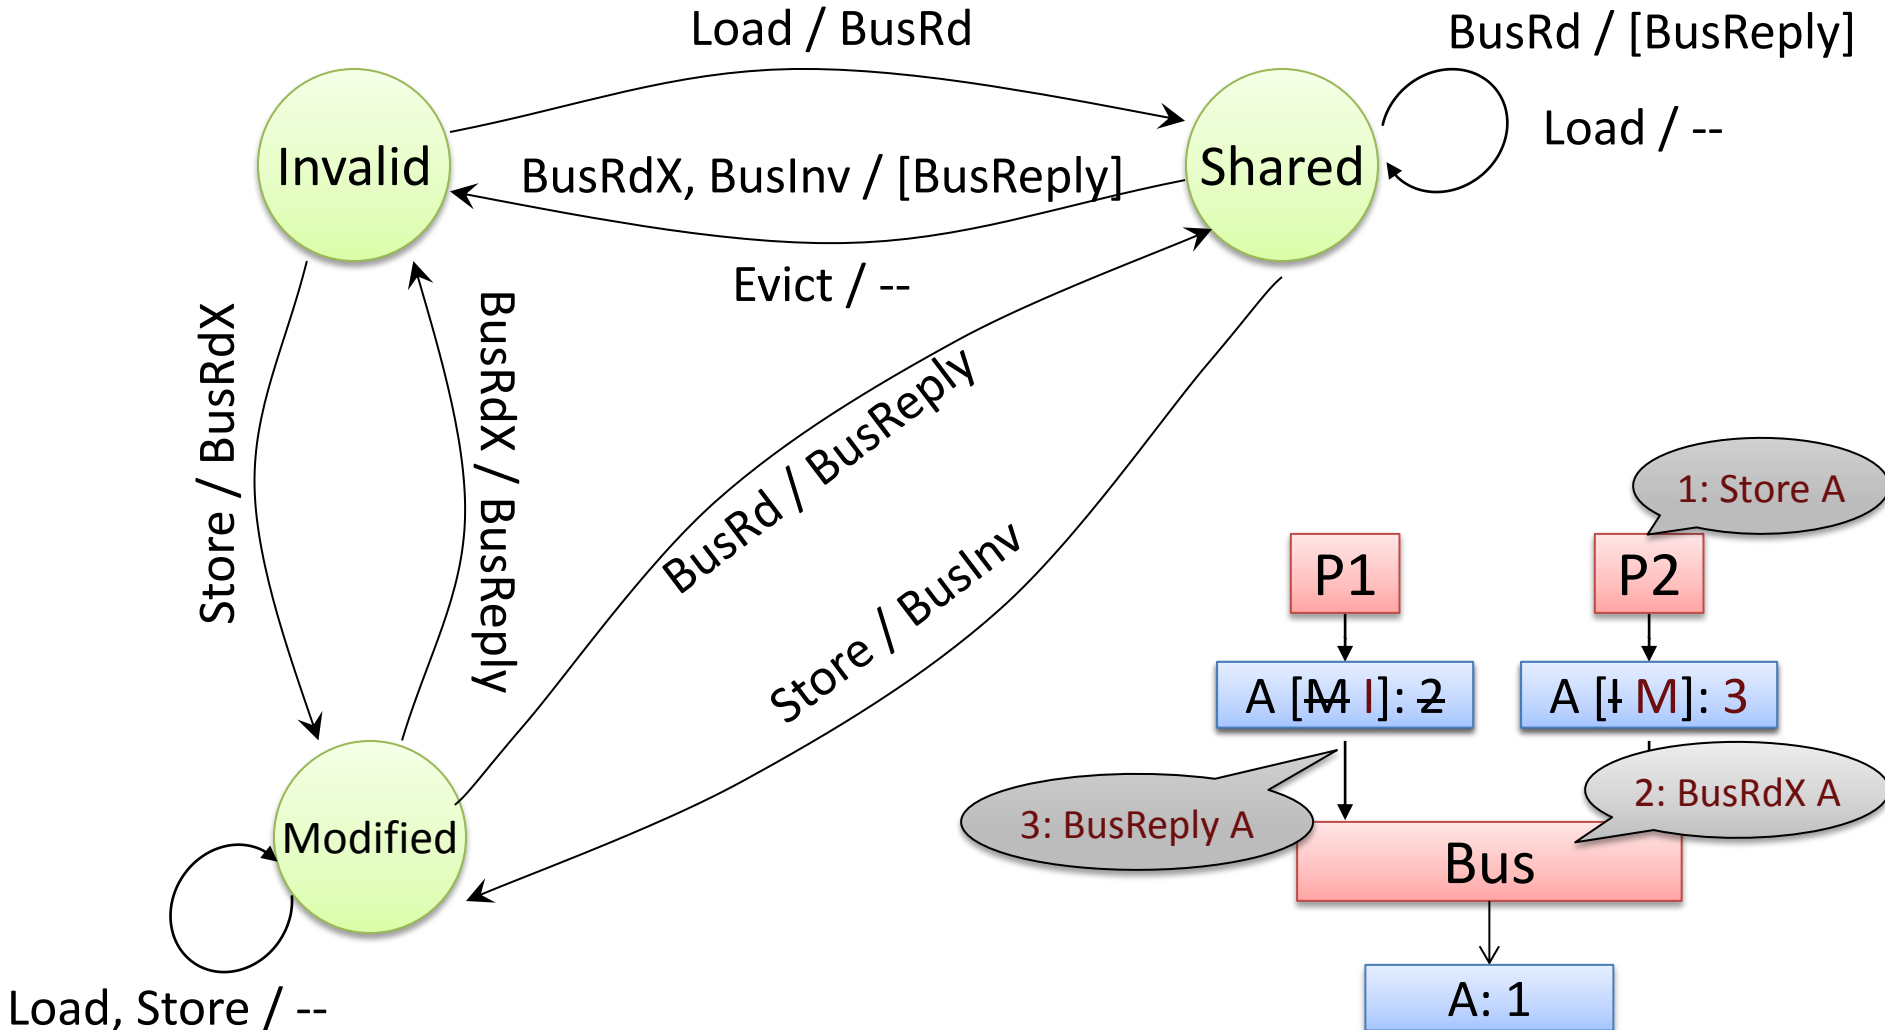 Load / BusRd
BusRd / [BusReply]
Load / --
Invalid
Shared
BusRdX, BusInv / [BusReply]
Evict / --
Store / BusRdX
BusRdX / BusReply
BusRd / BusReply
Store / BusInv
Modified
Load, Store / --
1: Store A
P1
P2
A [M I]: 2
A [I M]: 3
2: BusRdX A
3: BusReply A
Bus
A: 1